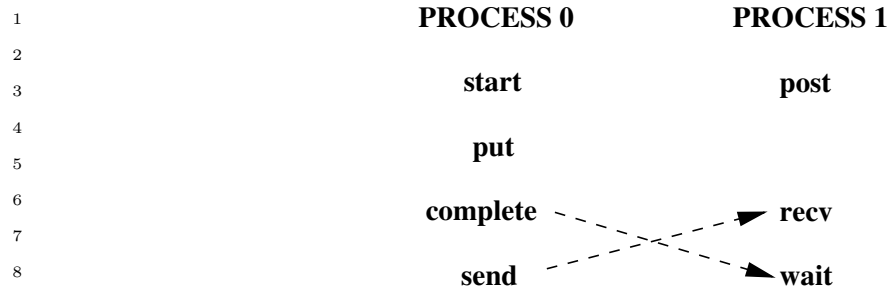 1 PROCESS 0 PROCESS 1
2
3 start post
4
5 put
6 complete recv
7
8 send wait